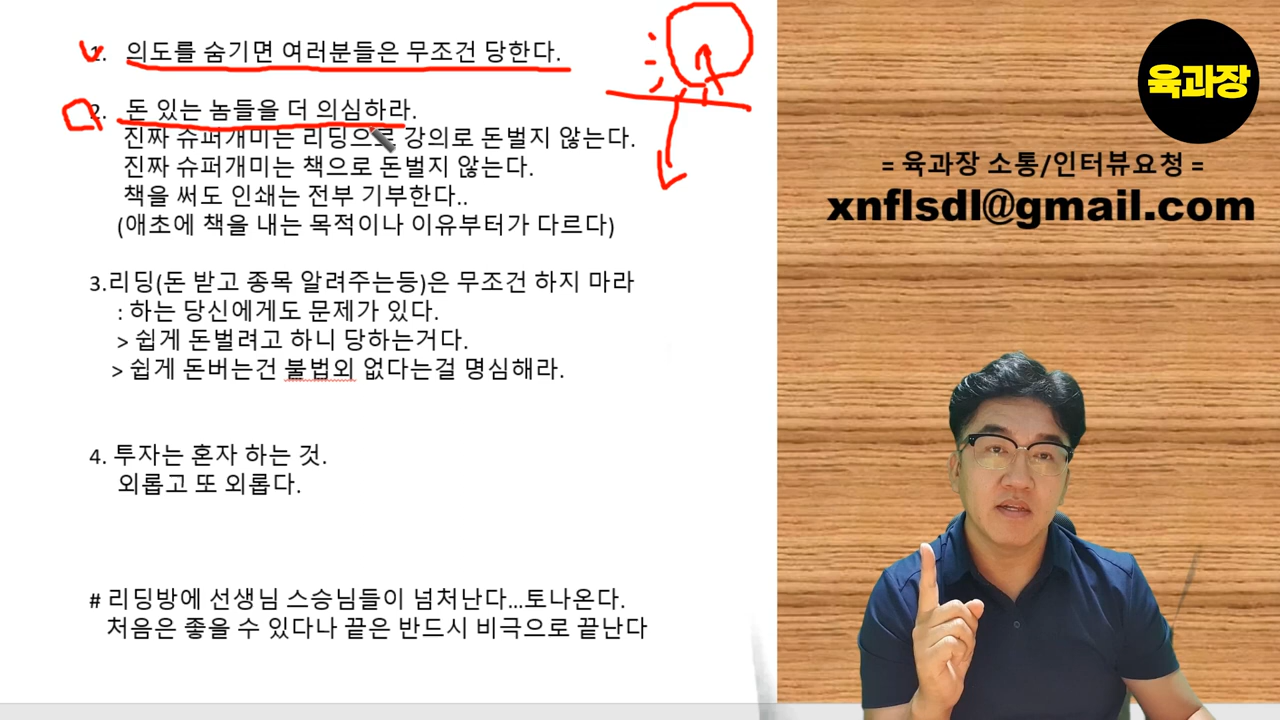 1. 의도를 숨기면 여러분들은 무조건 당한다.
2. 돈 있는 놈들을 더 의심하라.
진짜 슈퍼개미는 리딩으로 강의로 돈벌지 않는다.
진짜 슈퍼개미는 책으로 돈벌지 않는다.
책을 써도 인쇄는 전부 기부한다..
(애초에 책을 내는 목적이나 이유부터가 다르다)
3.리딩(돈 받고 종목 알려주는등)은 무조건 하지 마라
: 하는 당신에게도 문제가 있다.
> 쉽게 돈벌려고 하니 당하는거다.
> 쉽게 돈버는건 불법외 없다는걸 명심해라.
4. 투자는 혼자 하는 것.
외롭고 또 외롭다.
# 리딩방에 선생님 스승님들이 넘처난다...토나온다.
처음은 좋을 수 있다나 끝은 반드시 비극으로 끝난다
육과장
= 육과장 소통/인터뷰요청 =
xnflsdl@gmail.com